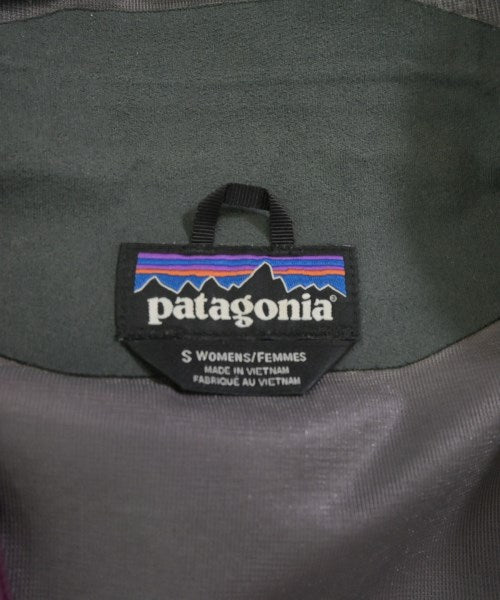 patagonia®
S WOMENS/FEMMES
MADE IN VIETNAM
FABRIQUÉ AU VIETNAM